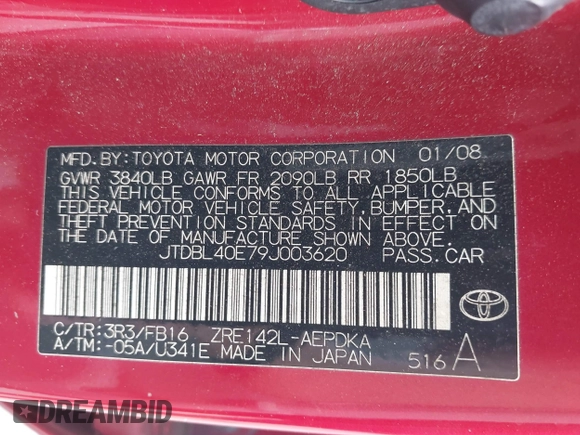 MFD.BY:TOYOTA MOTOR CORPORATION 01/08
GVWR 3840LB GAWR FR 2090LB RR 1850LB
THIS VEHICLE CONFORMS TO ALL APPLICABLE
FEDERAL MOTOR VEHICLE SAFETY, BUMPER, AND
THEFT PREVENTION STANDARDS IN EFFECT ON
THE DATE OF MANUFACTURE SHOWN ABOVE.
JTDBL40E79J003620 PASS.CAR
C/TR:3R3/FB16 ZRE142L-AEPDKA
A/TM:-05A/U341E MADE IN JAPAN 516A
DREAMBID